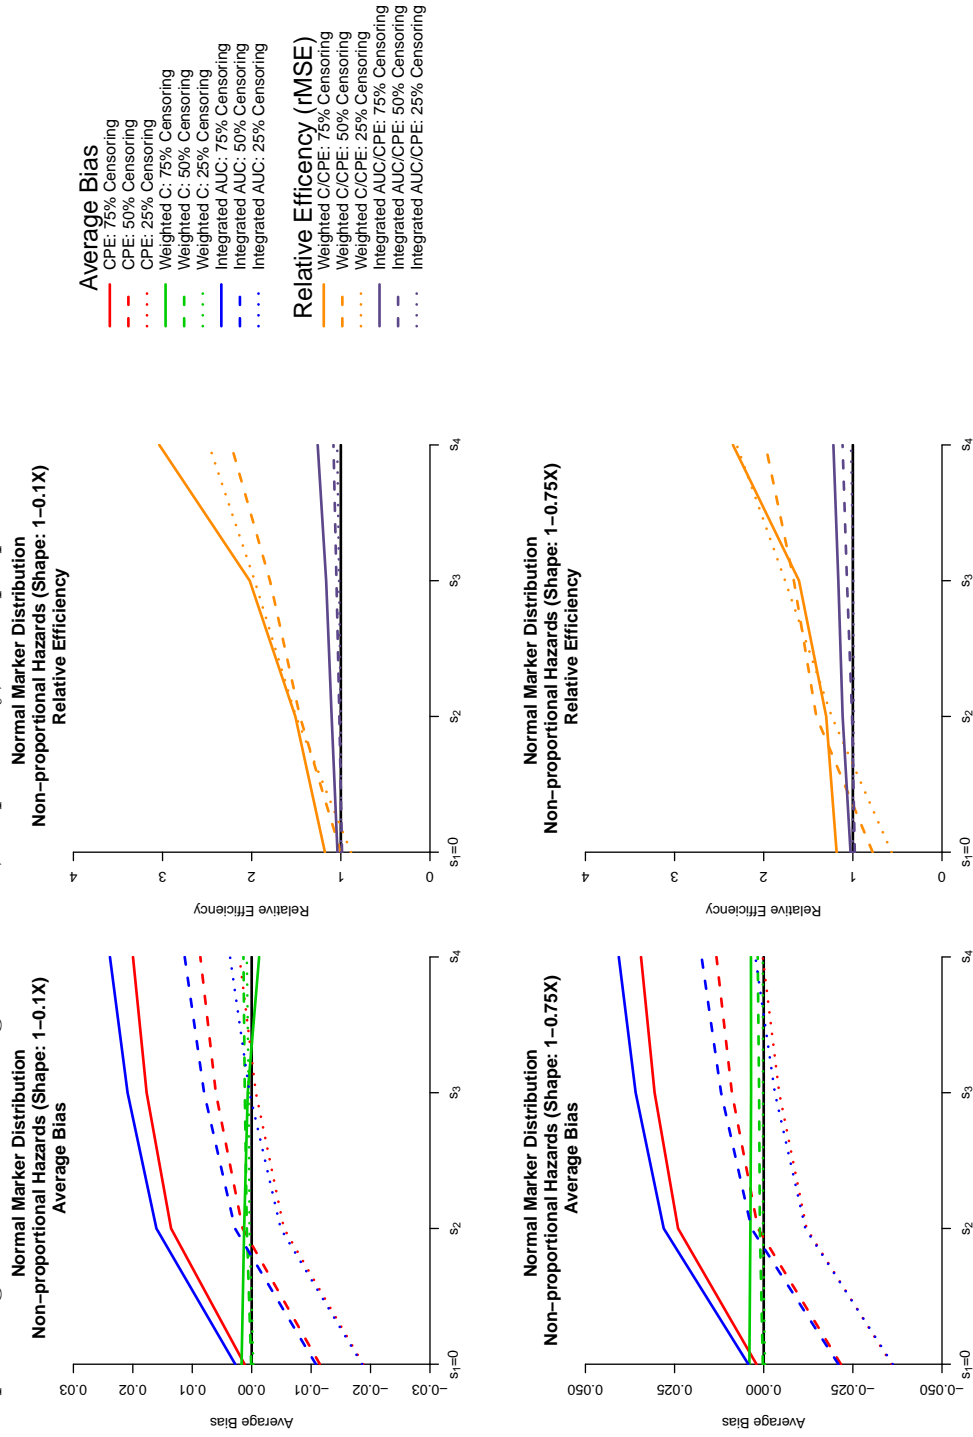 Normal Marker Distribution
Non−proportional Hazards (Shape: 1−0.1X)
Average Bias
Average Bias
0.03
0.02
0.01
0.00
−0.01
−0.02
−0.03
s₁=0
s₂
s₃
s₄
Normal Marker Distribution
Non−proportional Hazards (Shape: 1−0.1X)
Relative Efficiency
Relative Efficiency
4
3
2
1
0
s₁=0
s₂
s₃
s₄
Average Bias
CPE: 75% Censoring
CPE: 50% Censoring
CPE: 25% Censoring
Weighted C: 75% Censoring
Weighted C: 50% Censoring
Weighted C: 25% Censoring
Integrated AUC: 75% Censoring
Integrated AUC: 50% Censoring
Integrated AUC: 25% Censoring
Relative Efficency (rMSE)
Weighted C/CPE: 75% Censoring
Weighted C/CPE: 50% Censoring
Weighted C/CPE: 25% Censoring
Integrated AUC/CPE: 75% Censoring
Integrated AUC/CPE: 50% Censoring
Integrated AUC/CPE: 25% Censoring
Normal Marker Distribution
Non−proportional Hazards (Shape: 1−0.75X)
Average Bias
Average Bias
0.050
0.025
0.000
−0.025
−0.050
s₁=0
s₂
s₃
s₄
Normal Marker Distribution
Non−proportional Hazards (Shape: 1−0.75X)
Relative Efficiency
Relative Efficiency
4
3
2
1
0
s₁=0
s₂
s₃
s₄